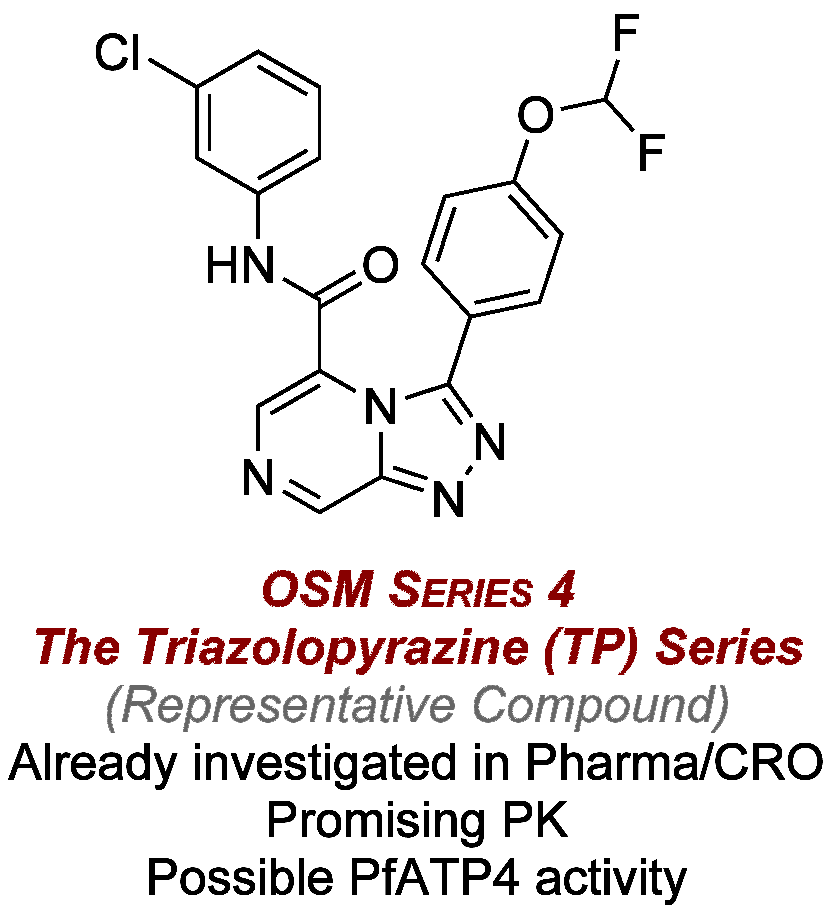 Cl
F
O
F
HN
O
N
N
N
N
OSM SERIES 4
The Triazolopyrazine (TP) Series
(Representative Compound)
Already investigated in Pharma/CRO
Promising PK
Possible PfATP4 activity